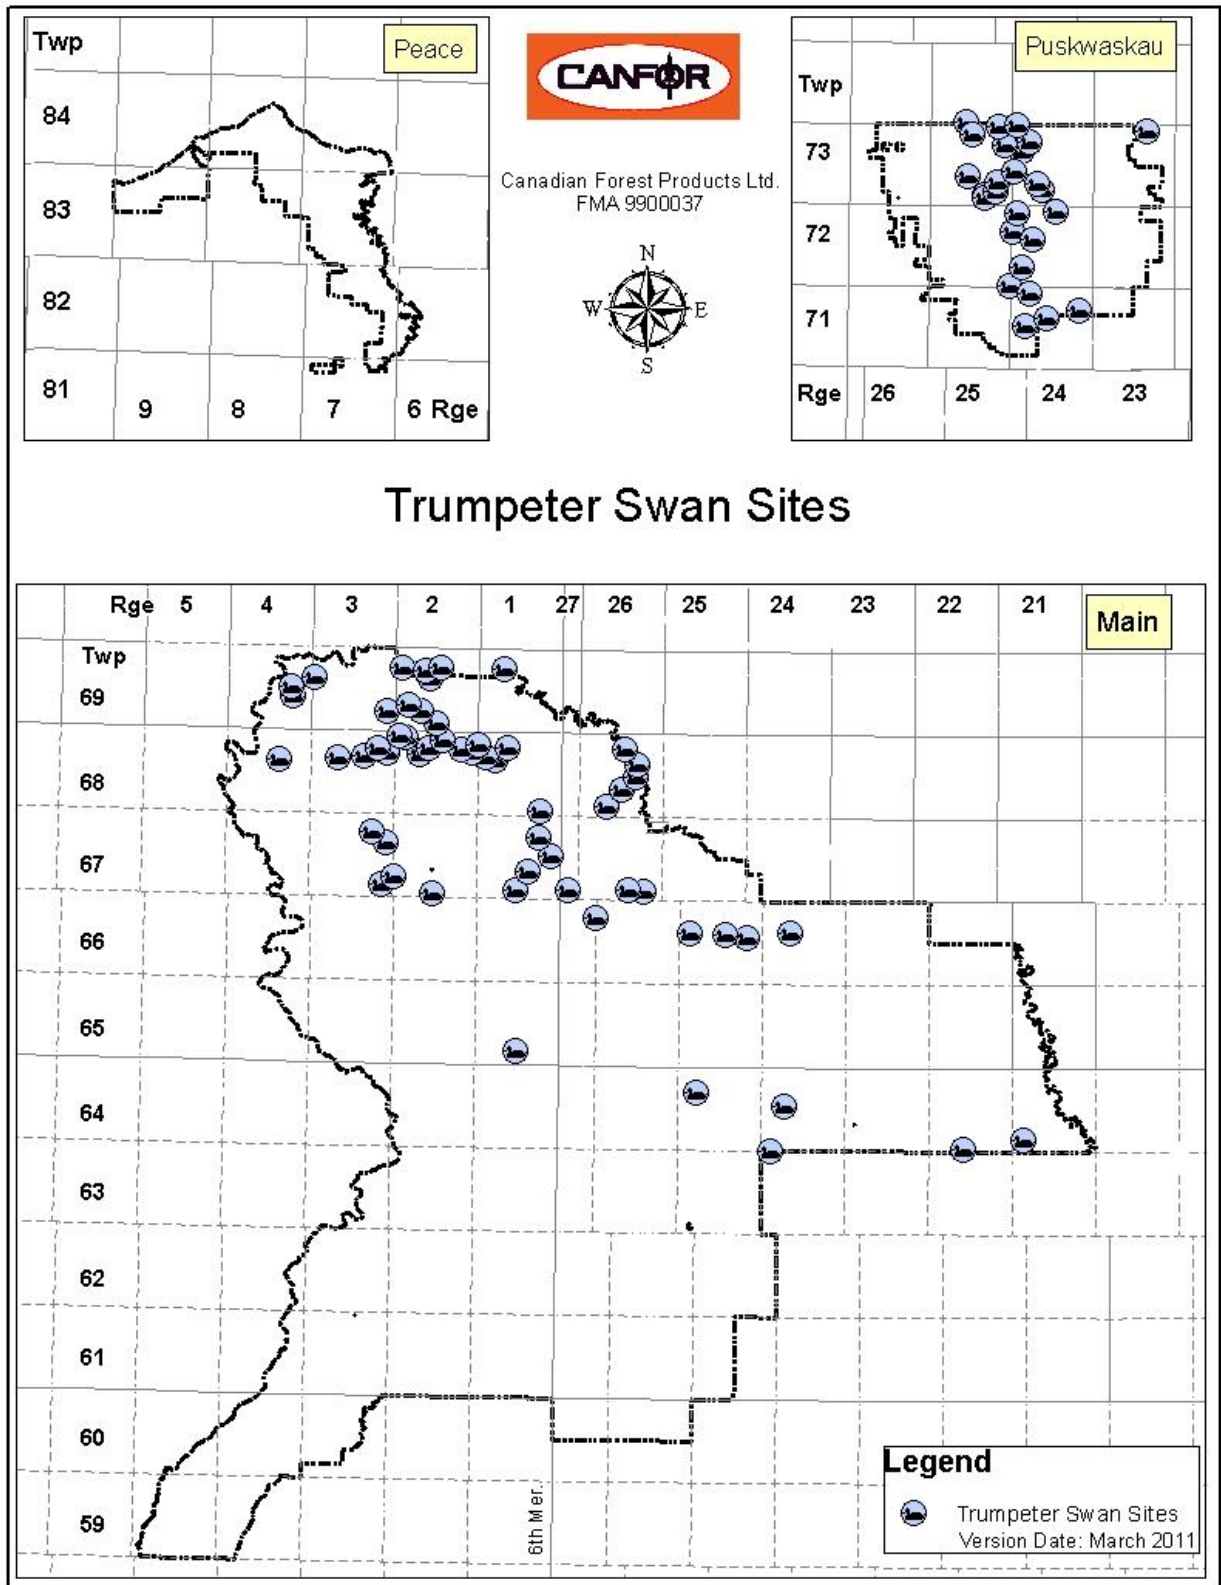 Twp
Peace
84
83
82
81
9 8 7 6 Rge
CANFOR
Canadian Forest Products Ltd.
FMA 9900037
N
W E
S
Puskwaskau
Twp
73
72
71
Rge 26 25 24 23
Trumpeter Swan Sites
Rge 5 4 3 2 1 27 26 25 24 23 22 21
Main
Twp
69
68
67
66
65
64
63
62
61
60
59
6th Mer.
Legend
Trumpeter Swan Sites
Version Date: March 2011